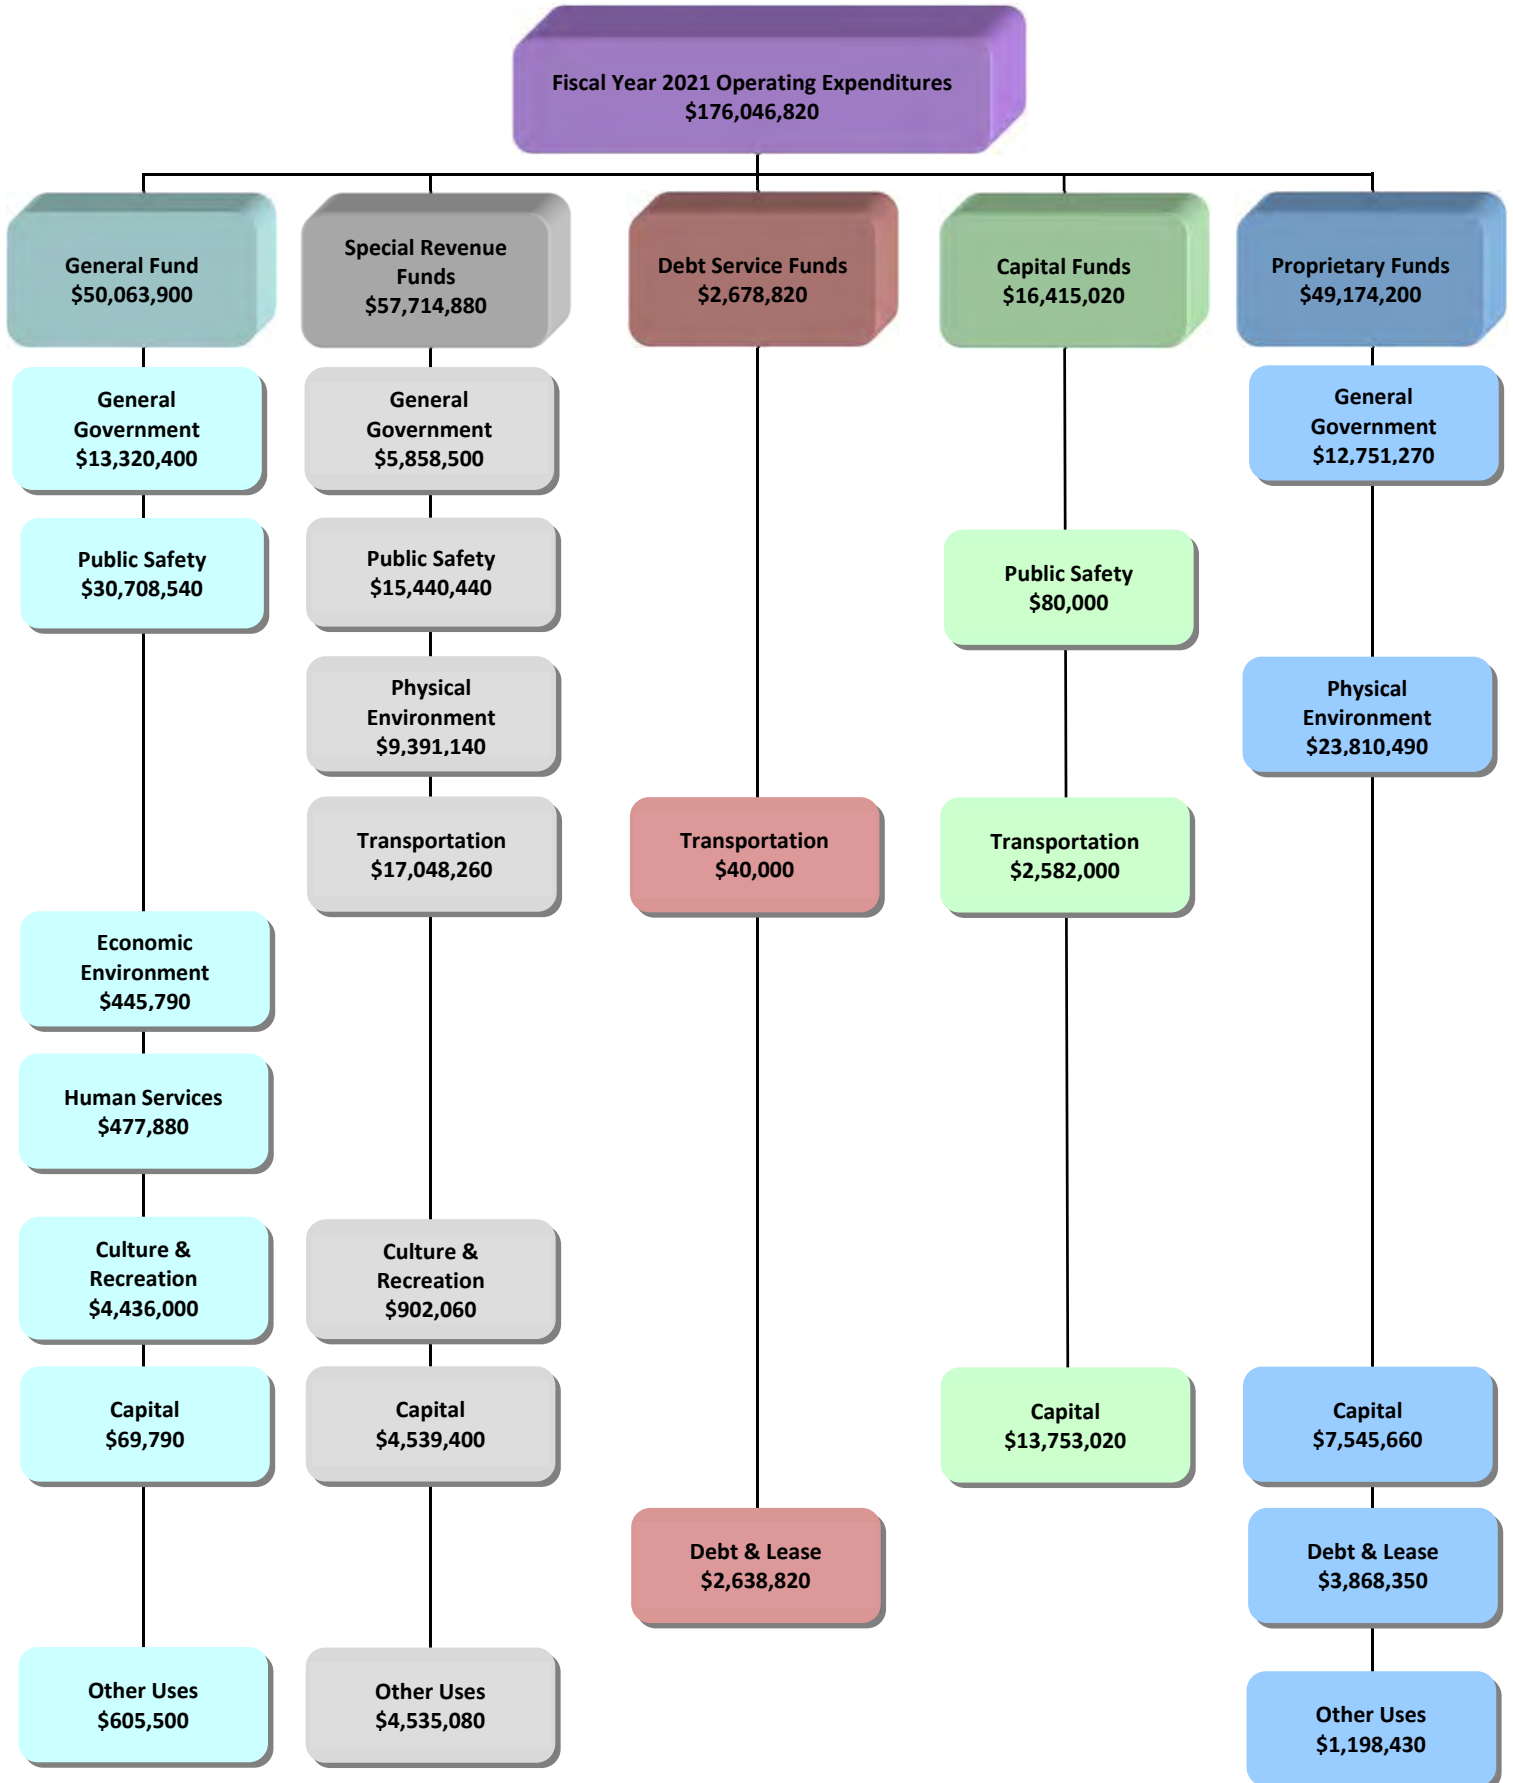 Fiscal Year 2021 Operating Expenditures
$176,046,820
General Fund
$50,063,900
Special Revenue
Funds
$57,714,880
Debt Service Funds
$2,678,820
Capital Funds
$16,415,020
Proprietary Funds
$49,174,200
General
Government
$13,320,400
General
Government
$5,858,500
General
Government
$12,751,270
Public Safety
$30,708,540
Public Safety
$15,440,440
Public Safety
$80,000
Physical
Environment
$9,391,140
Physical
Environment
$23,810,490
Transportation
$17,048,260
Transportation
$40,000
Transportation
$2,582,000
Economic
Environment
$445,790
Human Services
$477,880
Culture &
Recreation
$4,436,000
Culture &
Recreation
$902,060
Capital
$69,790
Capital
$4,539,400
Capital
$13,753,020
Capital
$7,545,660
Debt & Lease
$2,638,820
Debt & Lease
$3,868,350
Other Uses
$605,500
Other Uses
$4,535,080
Other Uses
$1,198,430